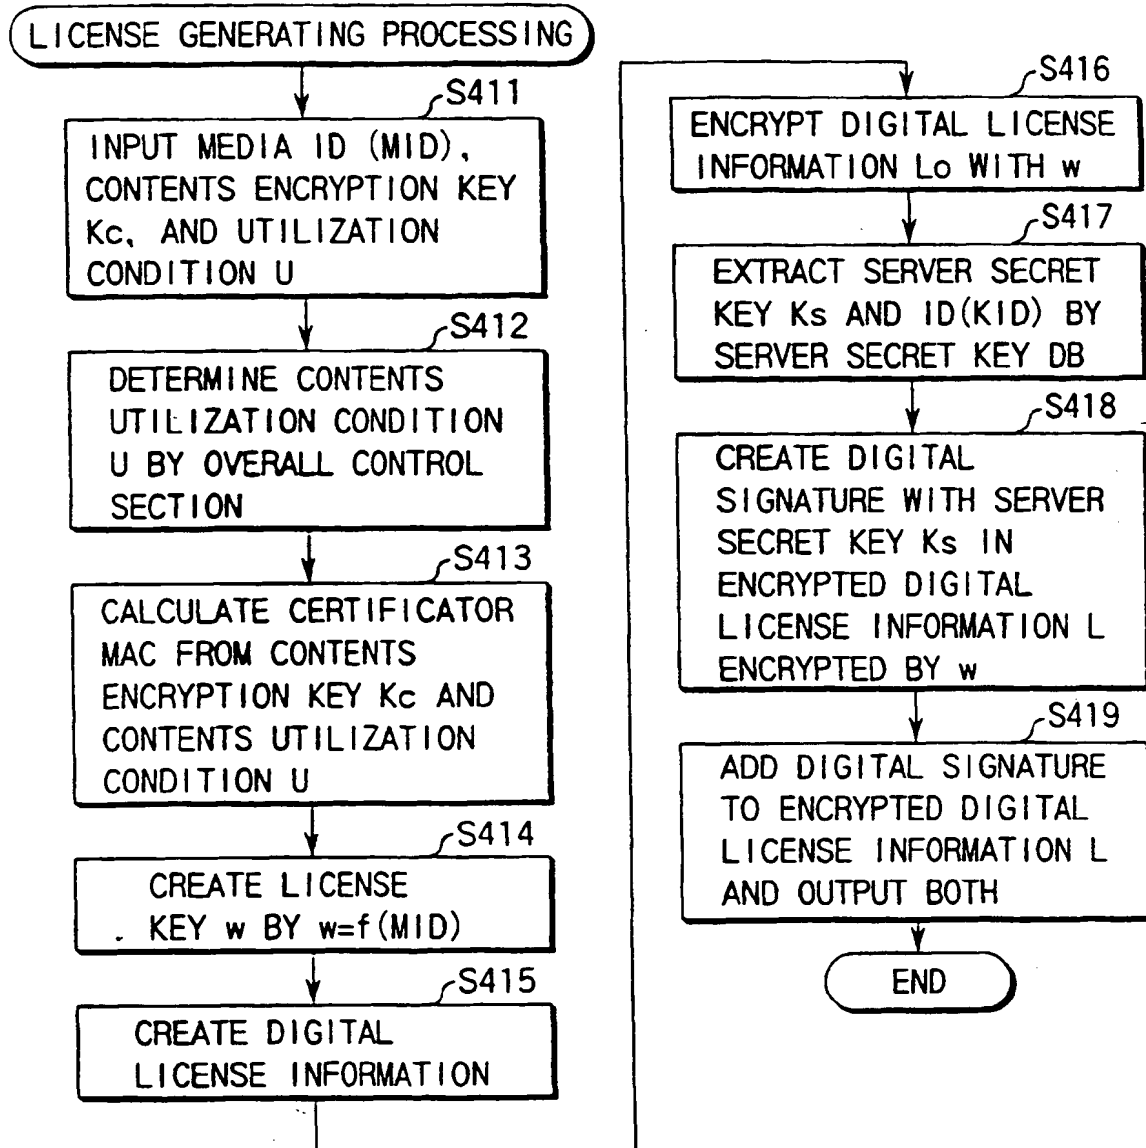 LICENSE GENERATING PROCESSING
S411
INPUT MEDIA ID (MID),
CONTENTS ENCRYPTION KEY
Kc, AND UTILIZATION
CONDITION U
S412
DETERMINE CONTENTS
UTILIZATION CONDITION
U BY OVERALL CONTROL
SECTION
S413
CALCULATE CERTIFICATOR
MAC FROM CONTENTS
ENCRYPTION KEY Kc AND
CONTENTS UTILIZATION
CONDITION U
S414
CREATE LICENSE
KEY w BY w=f(MID)
S415
CREATE DIGITAL
LICENSE INFORMATION
S416
ENCRYPT DIGITAL LICENSE
INFORMATION Lo WITH w
S417
EXTRACT SERVER SECRET
KEY Ks AND ID(KID) BY
SERVER SECRET KEY DB
S418
CREATE DIGITAL
SIGNATURE WITH SERVER
SECRET KEY Ks IN
ENCRYPTED DIGITAL
LICENSE INFORMATION L
ENCRYPTED BY w
S419
ADD DIGITAL SIGNATURE
TO ENCRYPTED DIGITAL
LICENSE INFORMATION L
AND OUTPUT BOTH
END